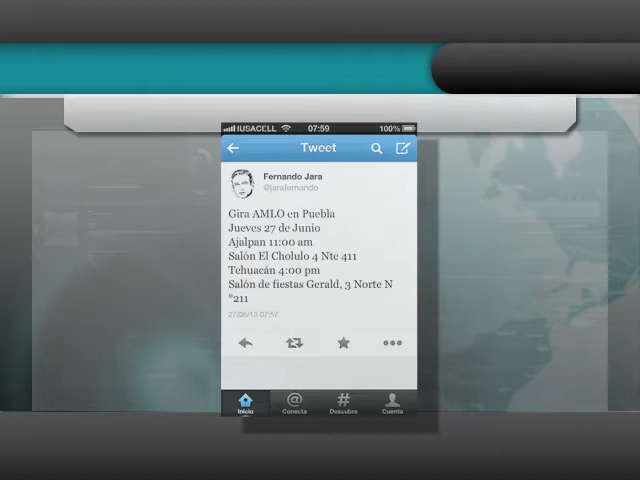 IUSACELL 07:59 100%
Tweet
Fernando Jara
@jarafernando
Gira AMLO en Puebla
Jueves 27 de Junio
Ajalpan 11:00 am
Salón El Cholulo 4 Nte 411
Tehuacán 4:00 pm
Salón de fiestas Gerald, 3 Norte N
°211
27/06/13 07:57
Inicio Conecta Descubre Cuenta